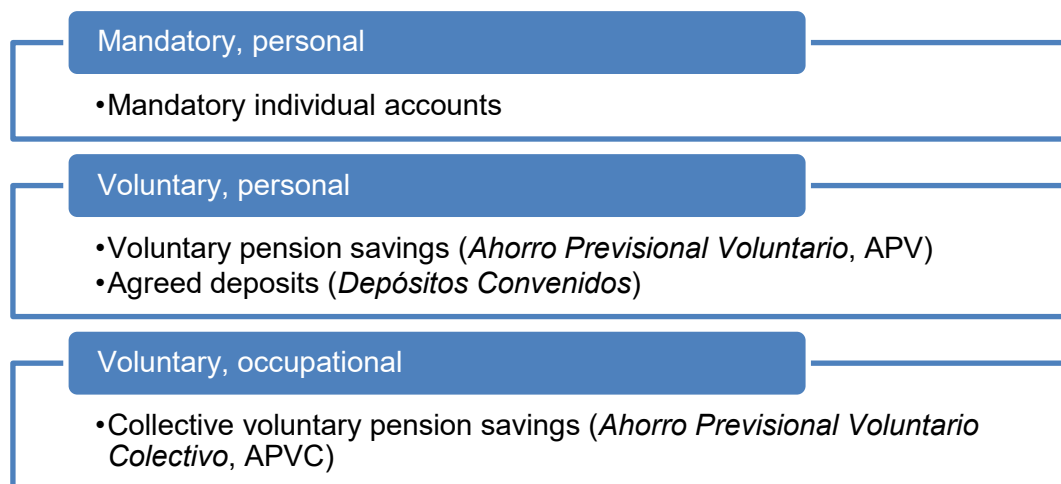 Mandatory, personal
•Mandatory individual accounts
Voluntary, personal
•Voluntary pension savings (Ahorro Previsional Voluntario, APV)
•Agreed deposits (Depósitos Convenidos)
Voluntary, occupational
•Collective voluntary pension savings (Ahorro Previsional Voluntario
Colectivo, APVC)